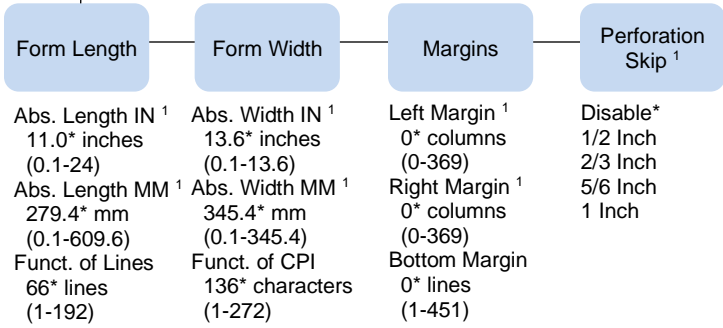 Form Length
Abs. Length IN 1
11.0* inches
(0.1-24)
Abs. Length MM 1
279.4* mm
(0.1-609.6)
Funct. of Lines
66* lines
(1-192)
Form Width
Abs. Width IN 1
13.6* inches
(0.1-13.6)
Abs. Width MM 1
345.4* mm
(0.1-345.4)
Funct. of CPI
136* characters
(1-272)
Margins
Left Margin 1
0* columns
(0-369)
Right Margin 1
0* columns
(0-369)
Bottom Margin
0* lines
(1-451)
Perforation
Skip 1
Disable*
1/2 Inch
2/3 Inch
5/6 Inch
1 Inch